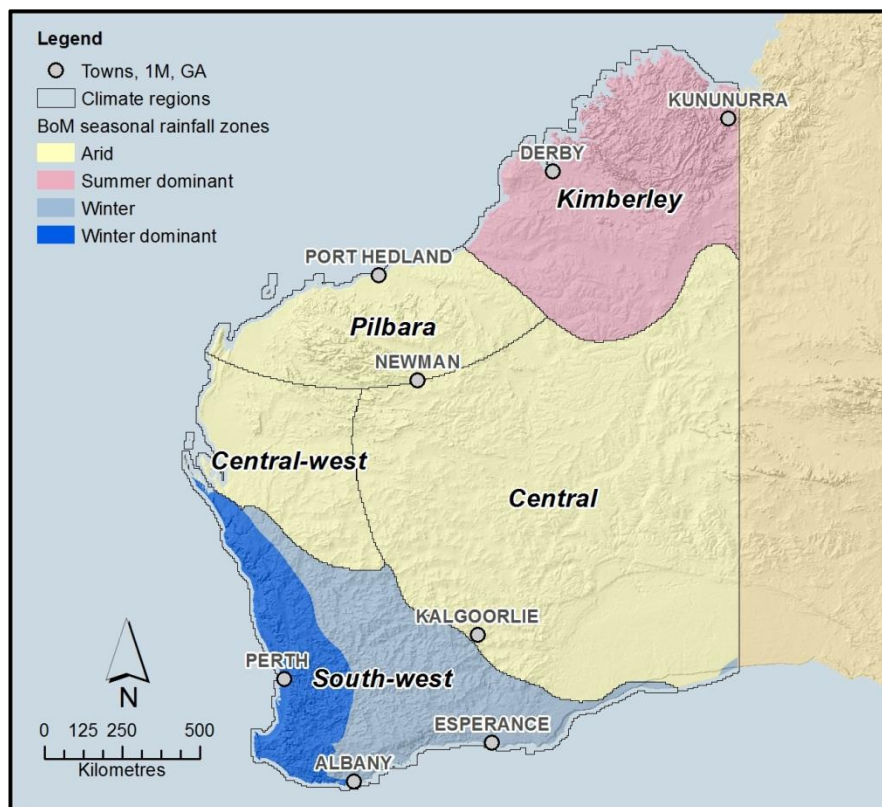 Legend
Towns, 1M, GA
Climate regions
BoM seasonal rainfall zones
Arid
Summer dominant
Winter
Winter dominant
KUNUNURRA
DERBY
Kimberley
PORT HEDLAND
Pilbara
NEWMAN
Central-west
Central
KALGOORLIE
PERTH
South-west
ESPERANCE
ALBANY
N
0 125 250 500
Kilometres